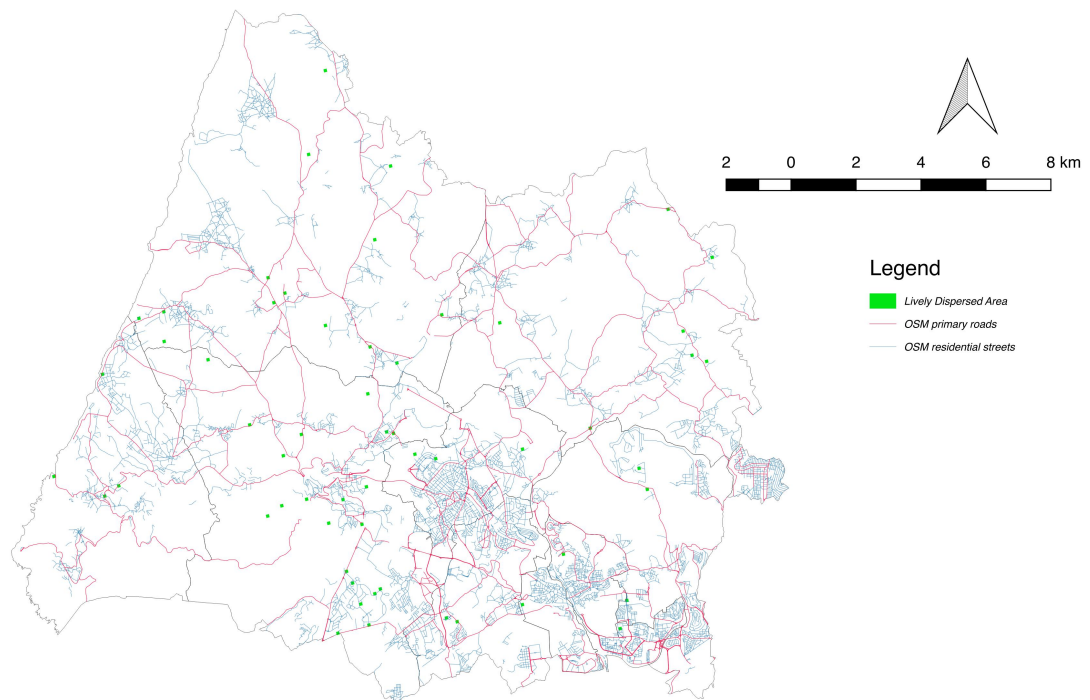 2 0 2 4 6 8 km
Legend
Lively Dispersed Area
OSM primary roads
OSM residential streets